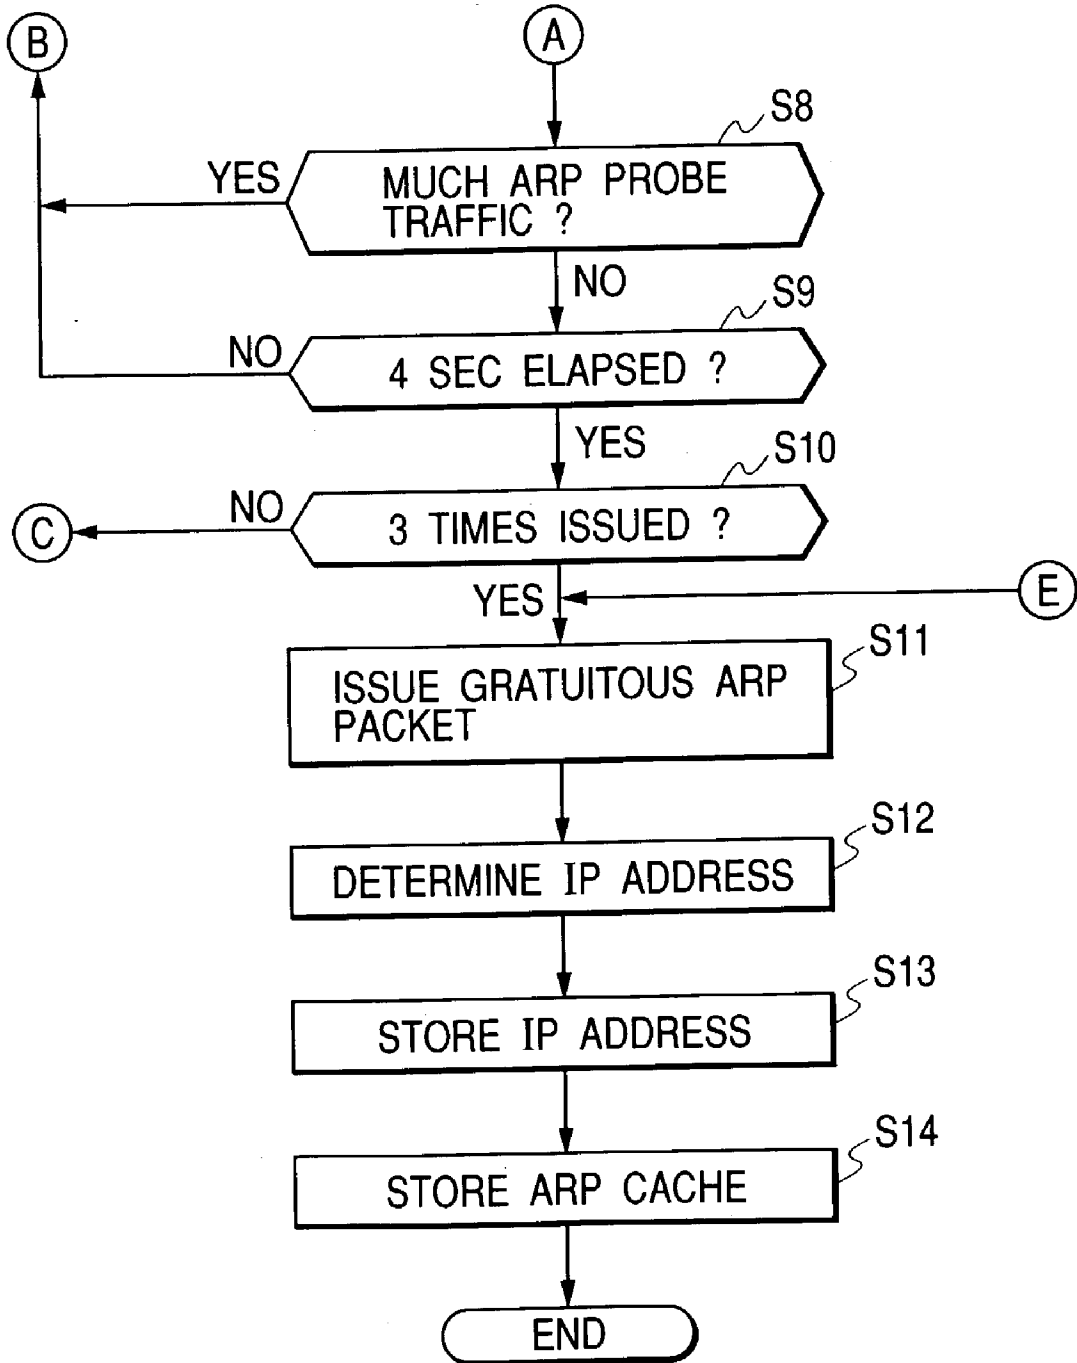 B
A
S8
YES
MUCH ARP PROBE
TRAFFIC ?
NO
S9
NO
4 SEC ELAPSED ?
YES
S10
NO
C
3 TIMES ISSUED ?
YES
E
S11
ISSUE GRATUITOUS ARP
PACKET
S12
DETERMINE IP ADDRESS
S13
STORE IP ADDRESS
S14
STORE ARP CACHE
END